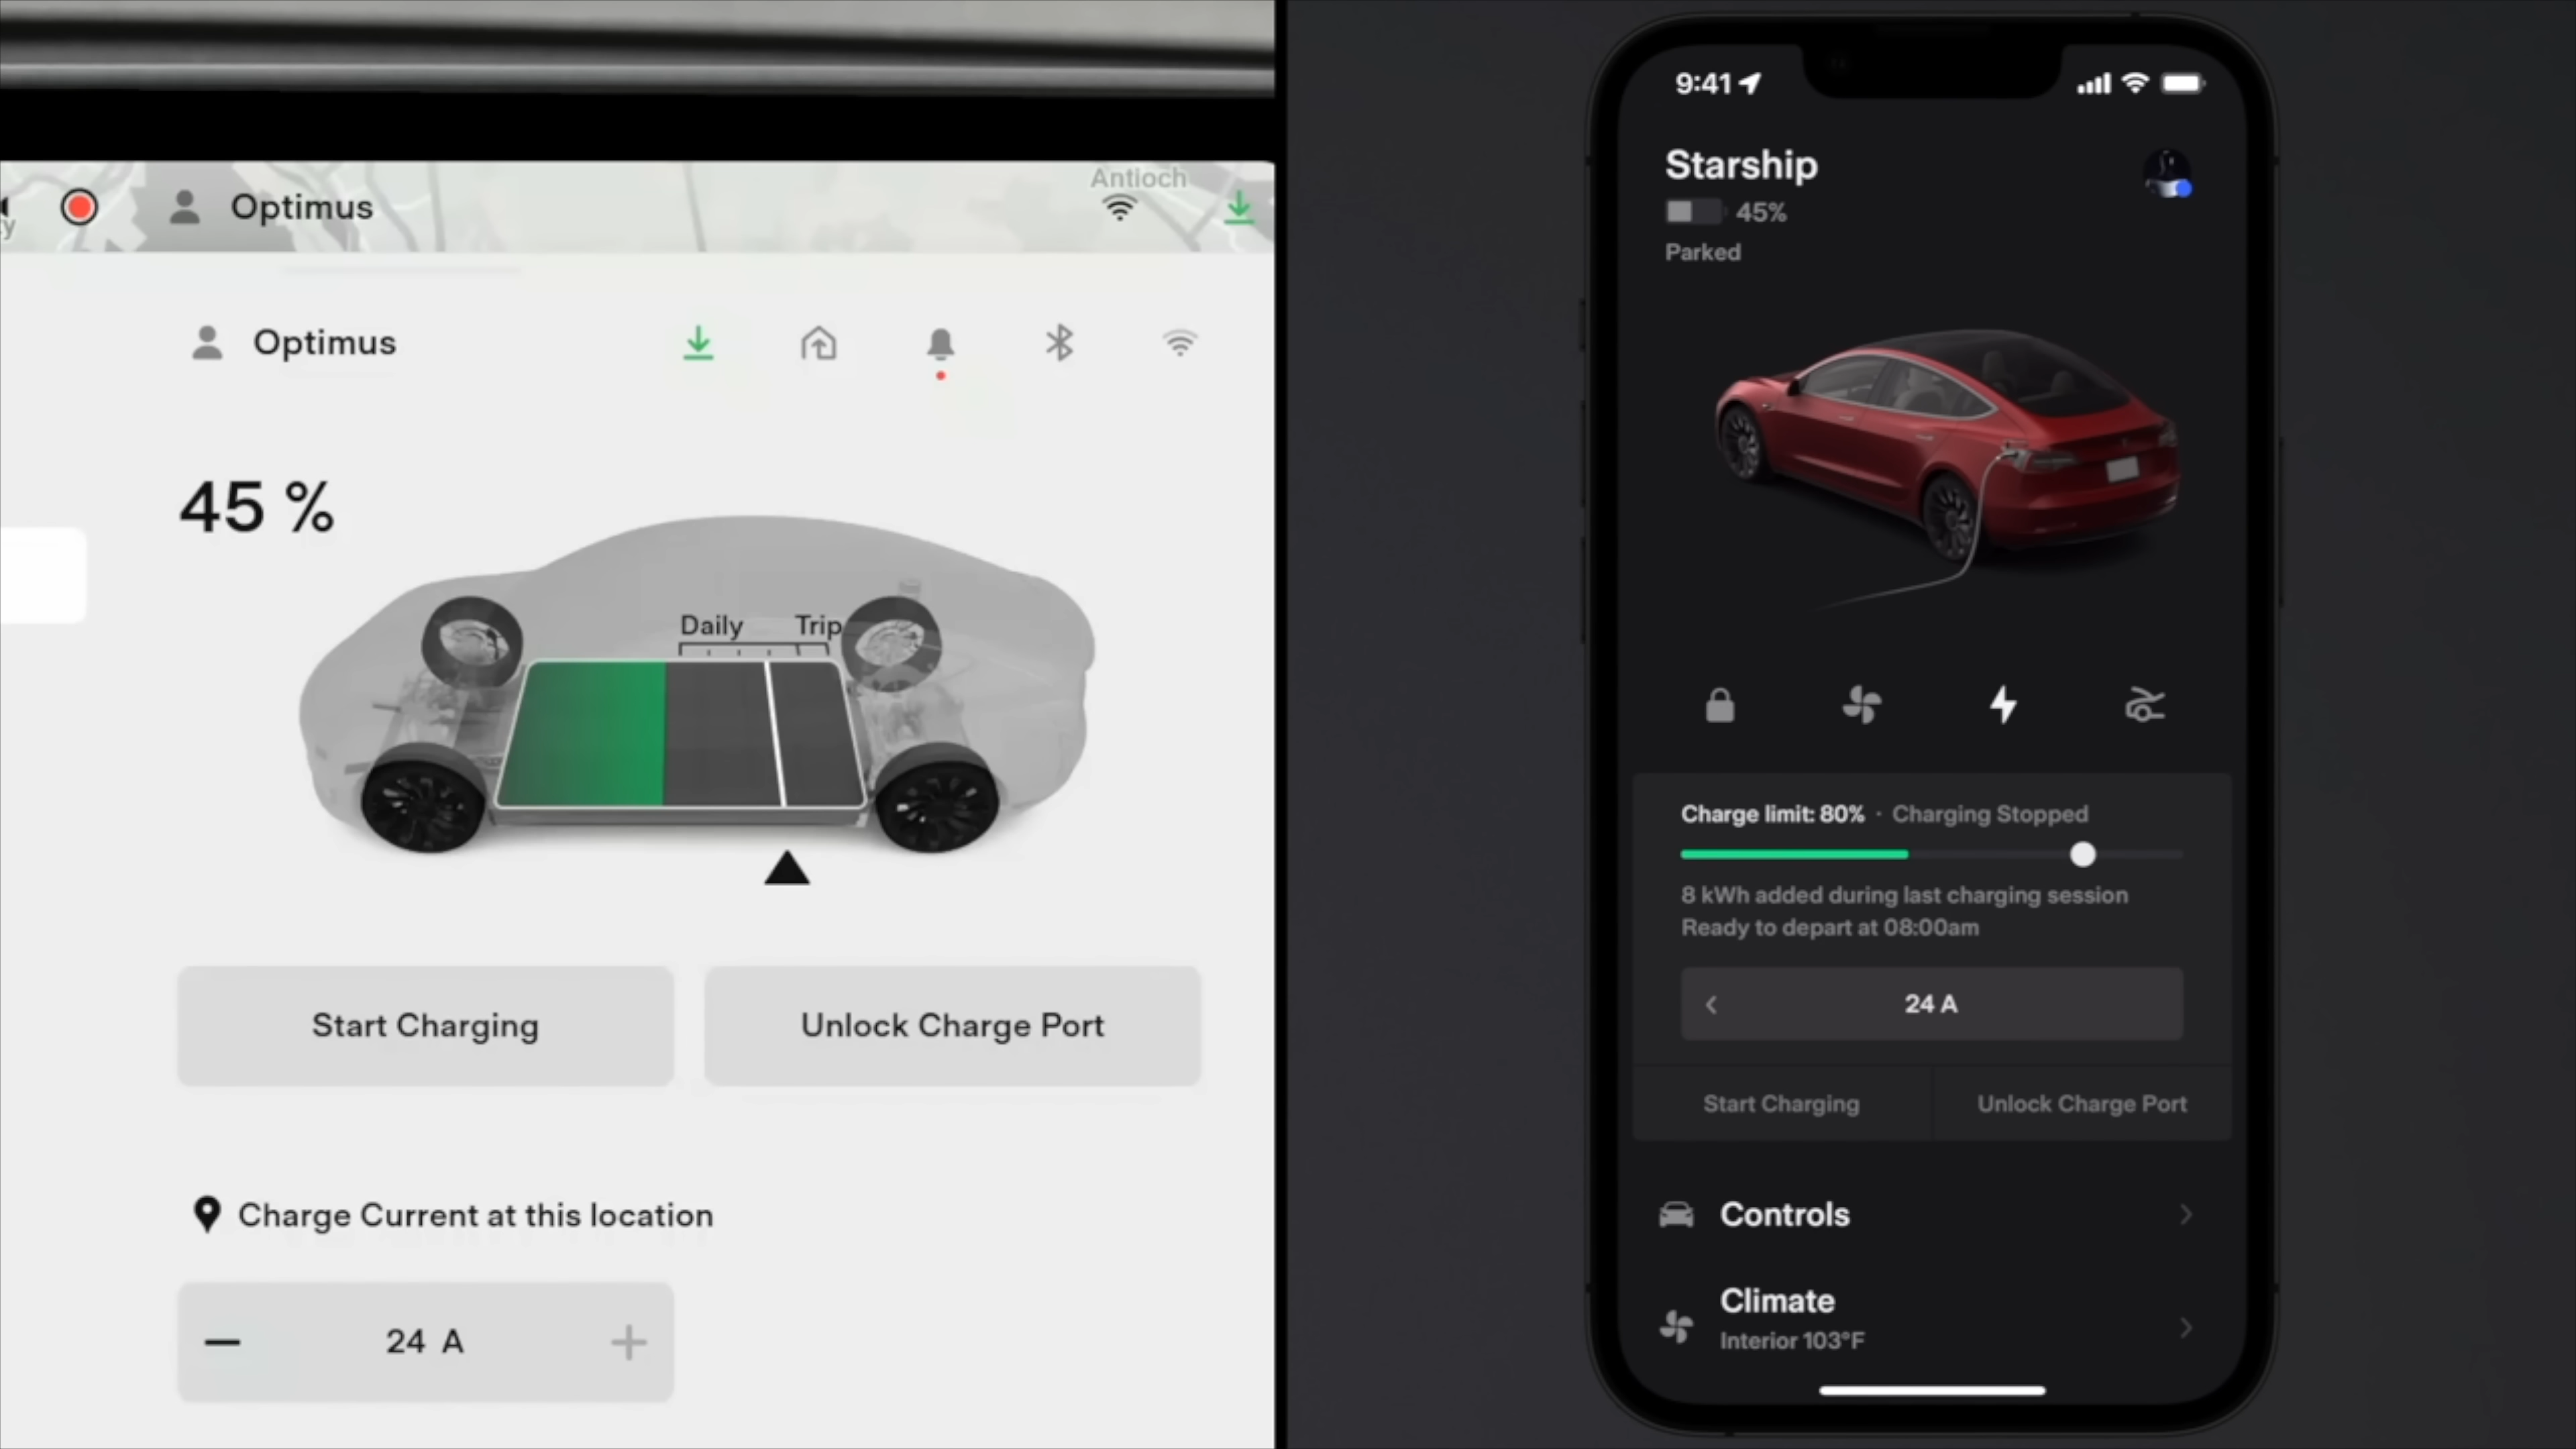 Antioch
Optimus
y
Optimus
45 %
Daily Trip
Start Charging
Unlock Charge Port
Charge Current at this location
24 A
9:41
Starship
45%
Parked
Charge limit: 80% · Charging Stopped
8 kWh added during last charging session
Ready to depart at 08:00am
24 A
Start Charging
Unlock Charge Port
Controls
Climate
Interior 103°F